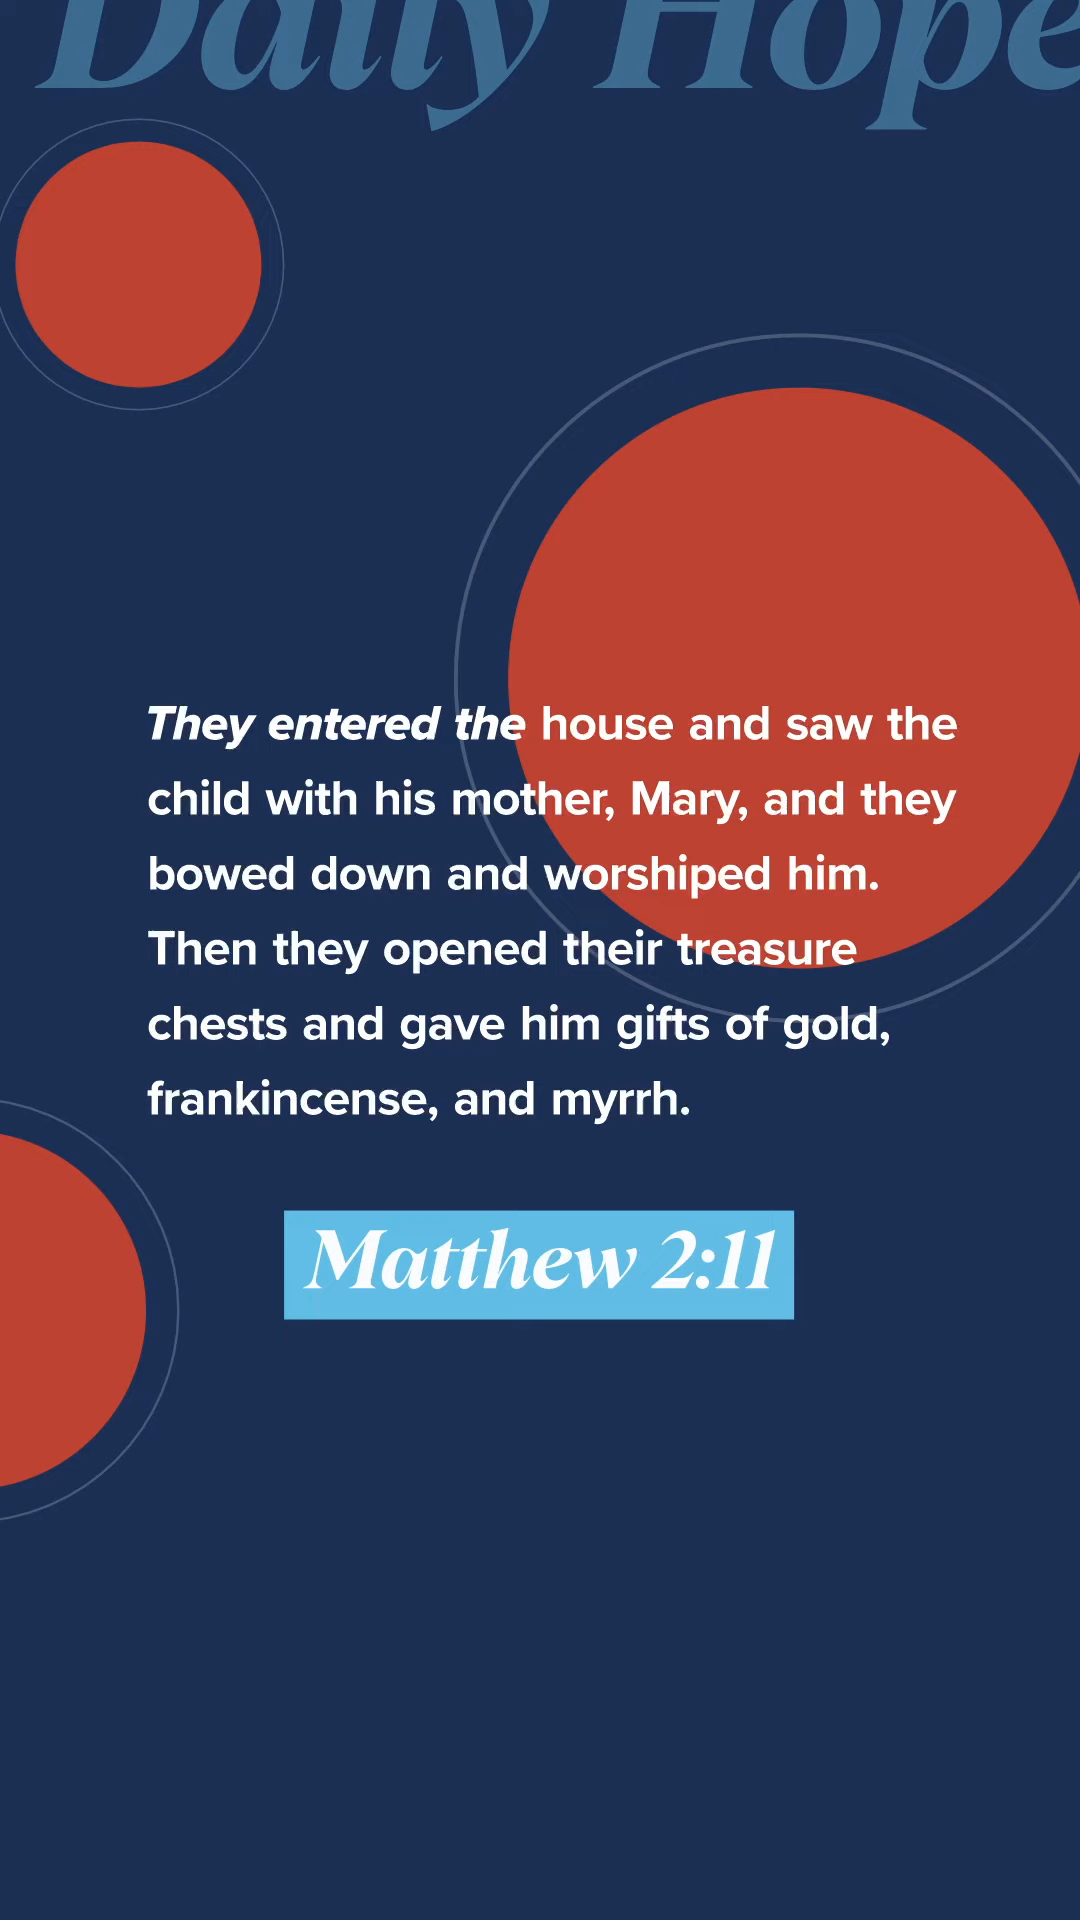 Daily Hope
They entered the house and saw the
child with his mother, Mary, and they
bowed down and worshiped him.
Then they opened their treasure
chests and gave him gifts of gold,
frankincense, and myrrh.
Matthew 2:11